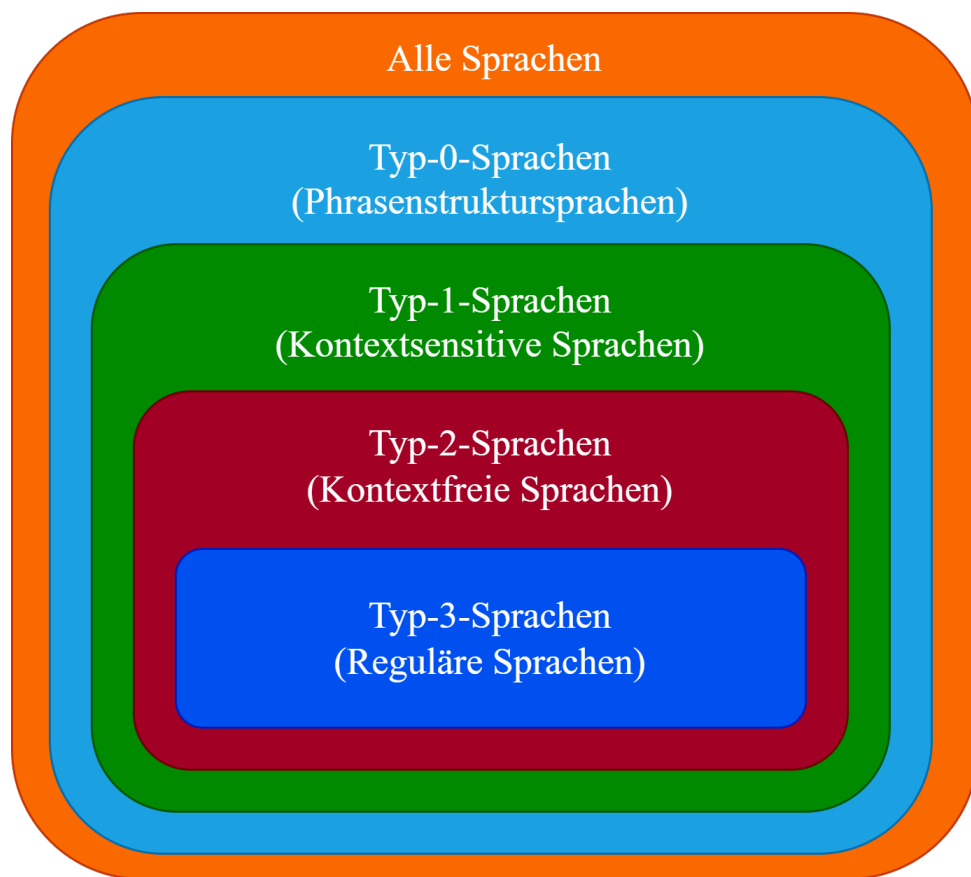 Alle Sprachen
Typ-0-Sprachen
(Phrasenstruktursprachen)
Typ-1-Sprachen
(Kontextsensitive Sprachen)
Typ-2-Sprachen
(Kontextfreie Sprachen)
Typ-3-Sprachen
(Reguläre Sprachen)